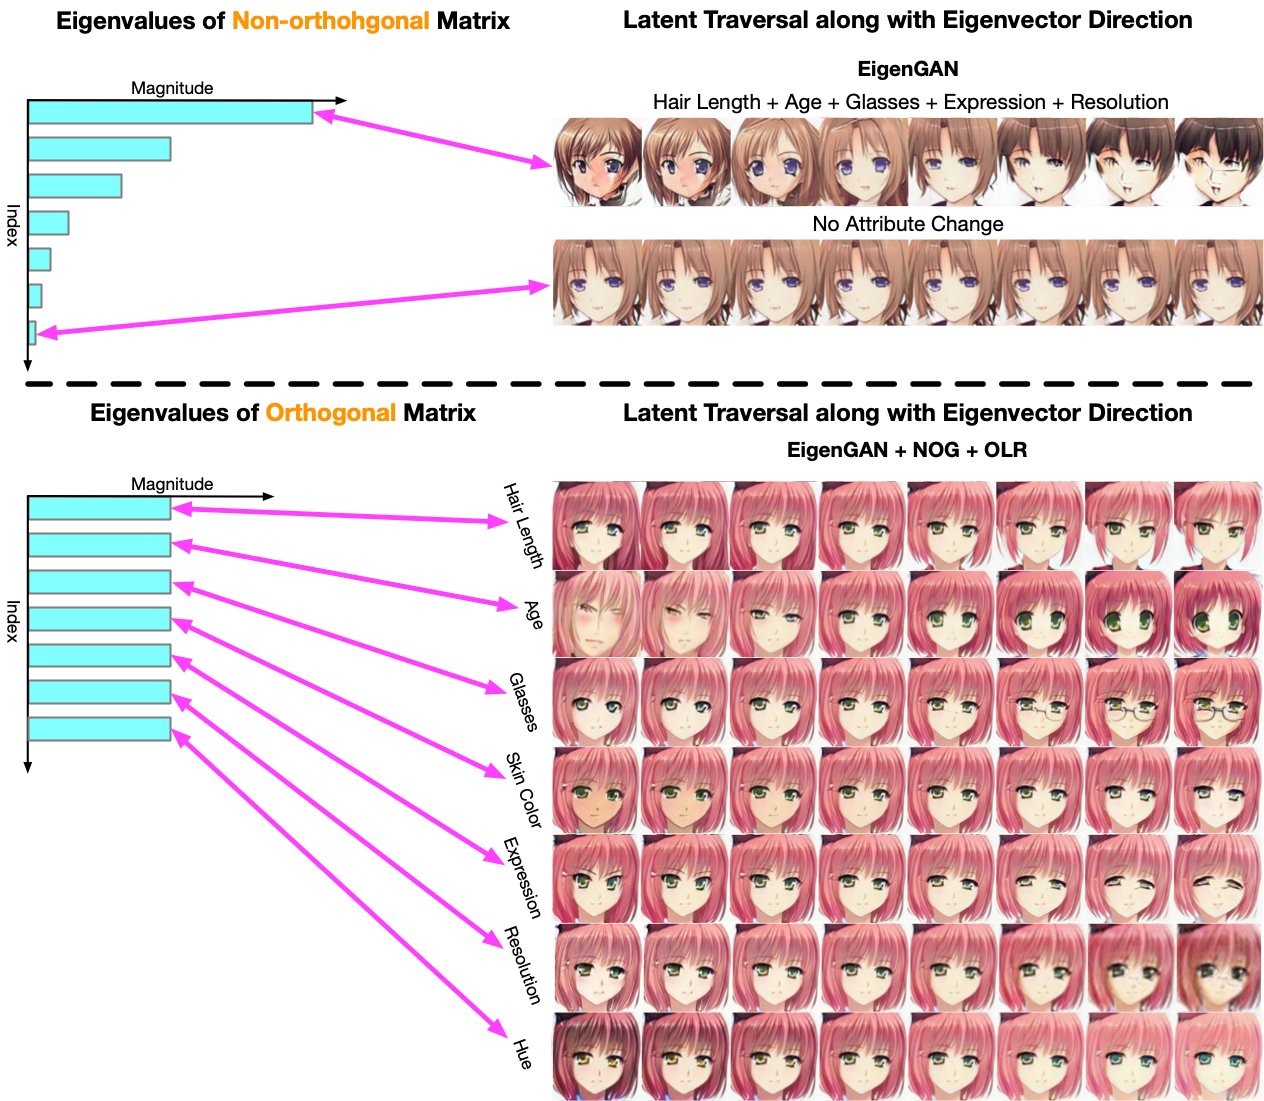 Eigenvalues of Non-orthohgonal Matrix
Latent Traversal along with Eigenvector Direction
EigenGAN
Magnitude
Hair Length + Age + Glasses + Expression + Resolution
Index
No Attribute Change
Eigenvalues of Orthogonal Matrix
Latent Traversal along with Eigenvector Direction
EigenGAN + NOG + OLR
Magnitude
Index
Hair Length
Age
Glasses
Skin Color
Expression
Resolution
Hue